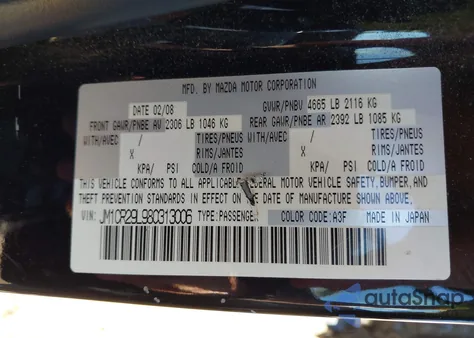 MFD. BY MAZDA MOTOR CORPORATION
DATE 02/08 GVWR/PNBV 4665 LB 2116 KG
FRONT GAWR/PNBE AV 2306 LB 1046 KG REAR GAWR/PNBE AR 2392 LB 1085 KG
WITH/AVEC / TIRES/PNEUS WITH/AVEC / TIRES/PNEUS
X RIMS/JANTES X RIMS/JANTES
KPA/ PSI COLD/A FROID KPA/ PSI COLD/A FROID
THIS VEHICLE CONFORMS TO ALL APPLICABLE FEDERAL MOTOR VEHICLE SAFETY, BUMPER, AND
THEFT PREVENTION STANDARDS IN EFFECT ON THE DATE OF MANUFACTURE SHOWN ABOVE.
VIN: JM1CR29L980313006 TYPE:PASSENGER COLOR CODE:A3F MADE IN JAPAN
autoSnap